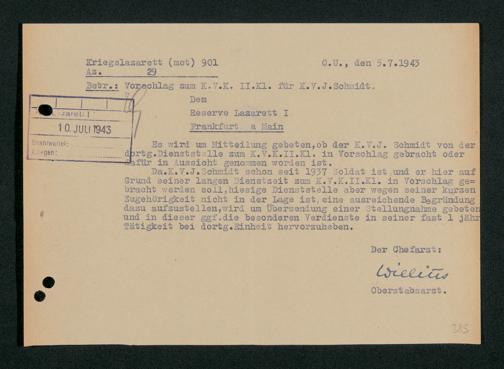 Kriegslazarett (mot) 901 O.U., den 5.7.1943
Az. 29
Betr.: Vorschlag zum K.V.K. II.Kl. für K.V.J.Schmidt.
Dem
Reserve Lazarett I
Frankfurt a Main
10. JULI 1943
Es wird um Mitteilung gebeten,ob der K.V.J. Schmidt von der
dortg.Dienststelle zum K.V.K.II.Kl. in Vorschlag gebracht oder
dafür in Aussicht genommen worden ist.
Da.K.V.J.Schmidt schon seit 1937 Soldat ist und er hier auf
Grund seiner langen Dienstzeit zum K.V.K.II.Kl. in Vorschlag ge-
bracht werden soll,hiesige Dienststelle aber wegen seiner kurzen
Zugehörigkeit nicht in der Lage ist,eine ausreichende Begründung
dazu aufzustellen,wird um Übersendung einer Stellungnahme gebeten
und in dieser ggf.die besonderen Verdienste in seiner fast 1 jähr
Tätigkeit bei dortg.Einheit hervorzuheben.
Der Chefarzt:
Oberstabsarzt.
325